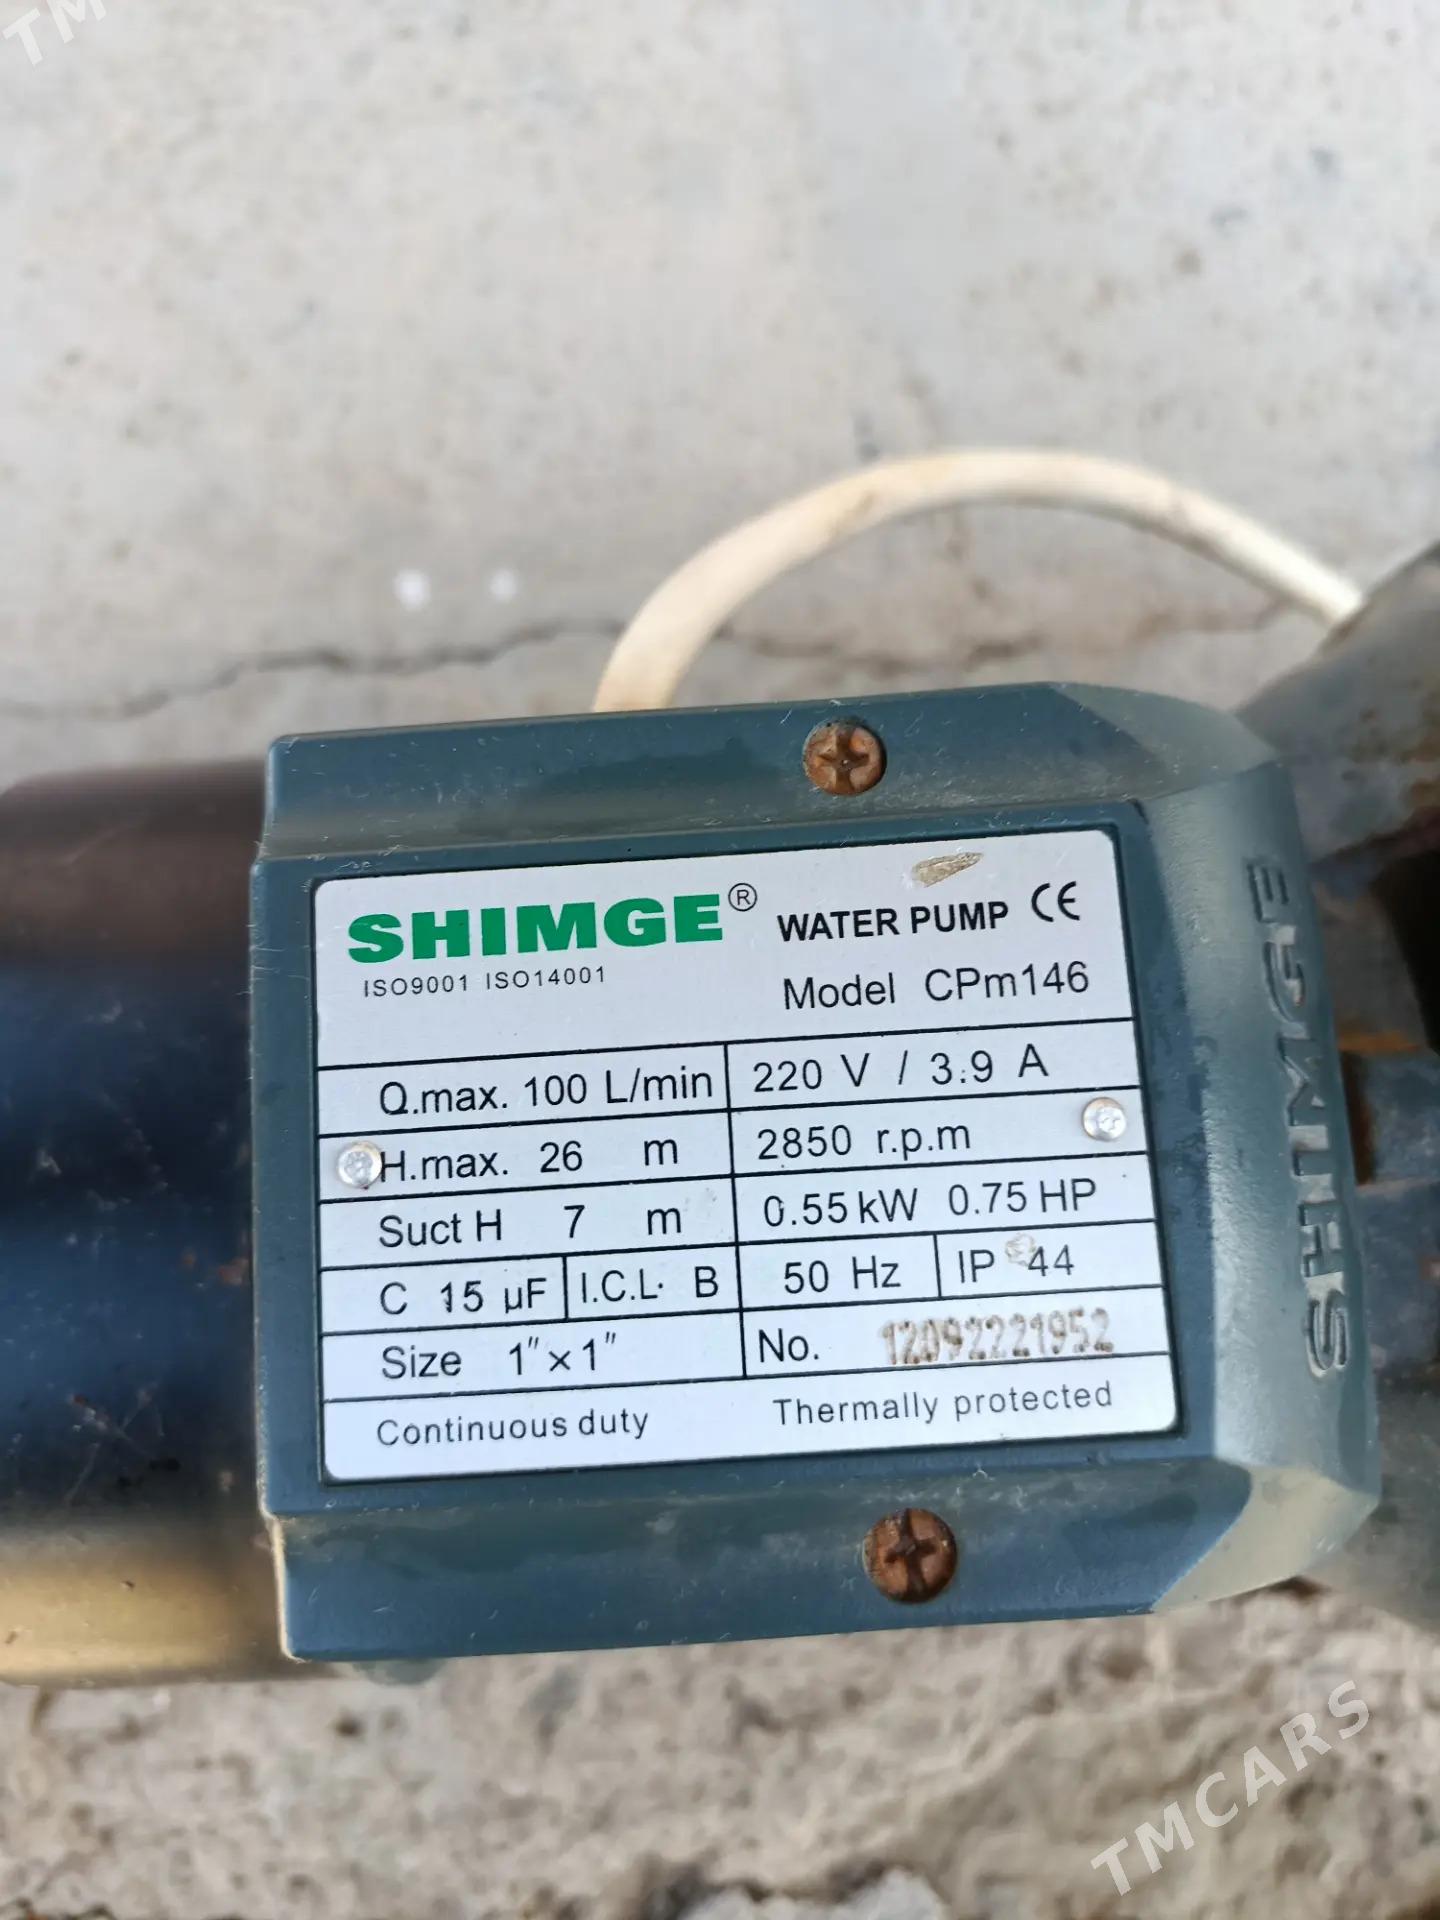 TM
SHIMGE® WATER PUMP CE
ISO9001 ISO14001
Model CPm146
Q.max. 100 L/min 220 V / 3.9 A
H.max. 26 m 2850 r.p.m
Suct H 7 m 0.55 kW 0.75 HP
C 15 µF I.C.L. B 50 Hz IP 44
Size 1"×1" No. 12092221952
Continuous duty Thermally protected
SHIMGE
TMCARS